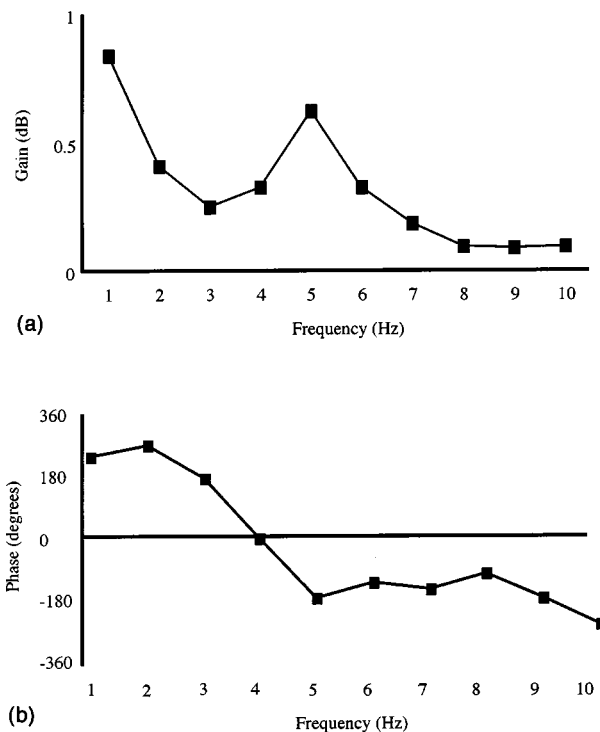 1
Gain (dB)
0.5
0
1 2 3 4 5 6 7 8 9 10
(a)
Frequency (Hz)
360
180
Phase (degrees)
0
-180
-360
1 2 3 4 5 6 7 8 9 10
(b)
Frequency (Hz)